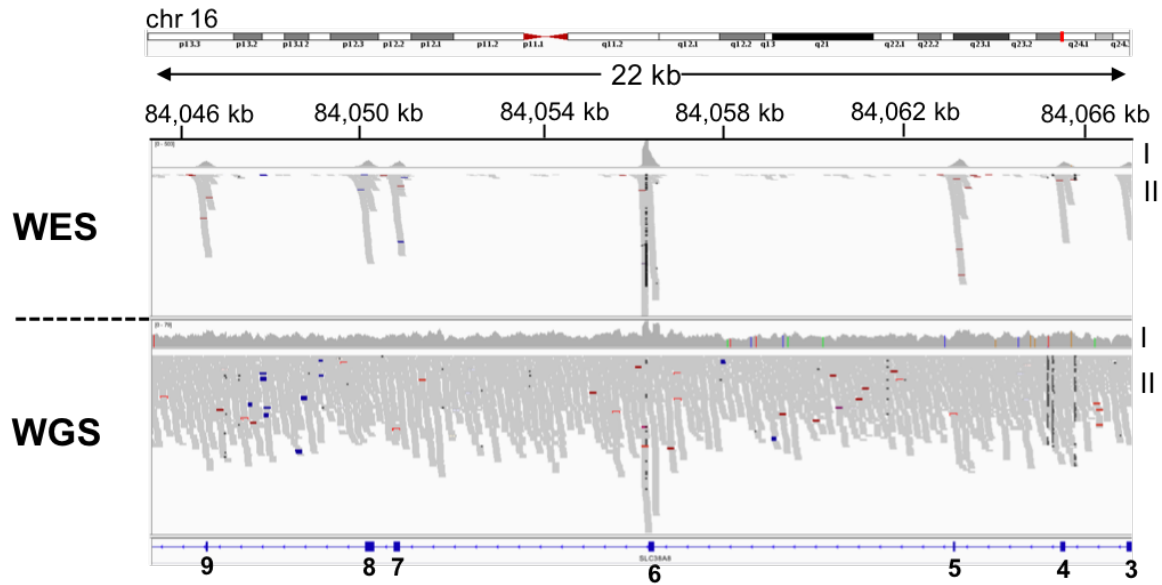 chr 16
p13.3 p13.2 p13.12 p12.3 p12.2 p12.1 p11.2 p11.1 q11.2 q12.1 q12.2 q13 q21 q22.1 q22.2 q23.1 q23.2 q24.1 q24.
22 kb
84,046 kb 84,050 kb 84,054 kb 84,058 kb 84,062 kb 84,066 kb
I
II
WES
[0 - 78]
I
II
WGS
SLC38A8
9 8 7 6 5 4 3